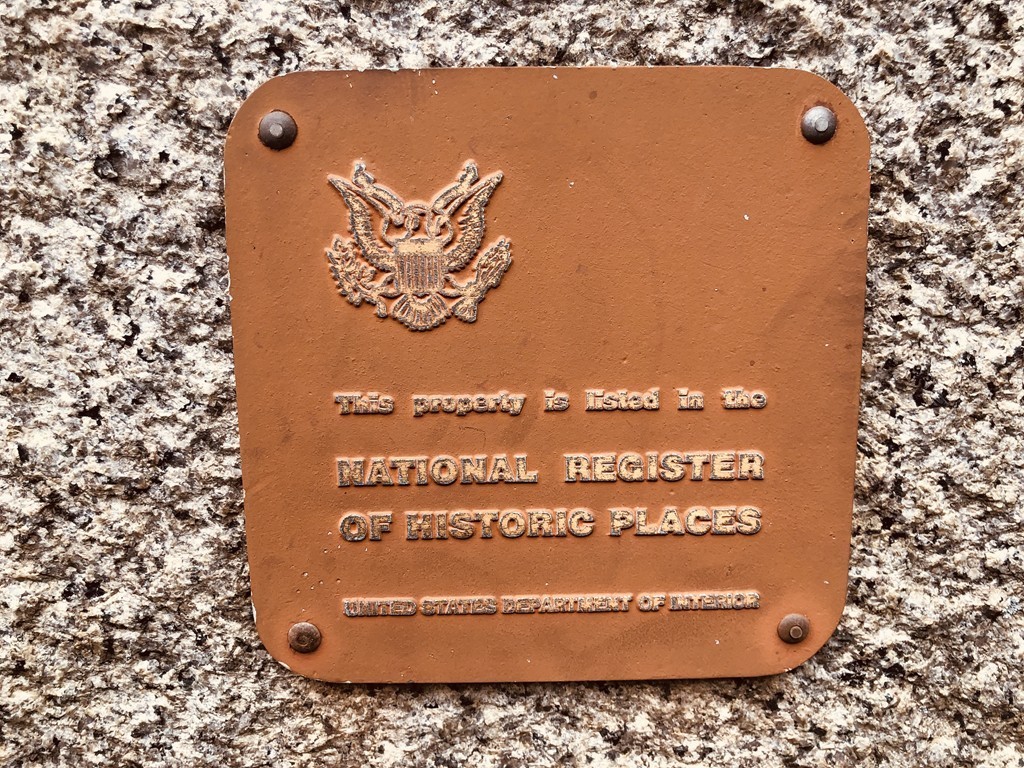 This property is listed in the
NATIONAL REGISTER
OF HISTORIC PLACES
UNITED STATES DEPARTMENT OF INTERIOR